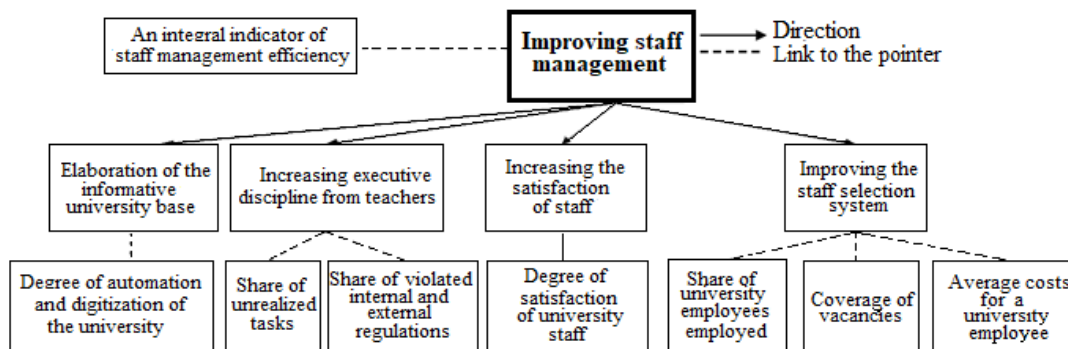 An integral indicator of
staff management efficiency
Improving staff
management
Direction
Link to the pointer
Elaboration of the
informative
university base
Increasing executive
discipline from teachers
Increasing the
satisfaction
of staff
Improving the
staff selection
system
Degree of automation
and digitization of
the university
Share of
unrealized
tasks
Share of violated
internal and
external
regulations
Degree of
satisfaction
of university
staff
Share of
university
employees
employed
Coverage of
vacancies
Average costs
for a
university
employee